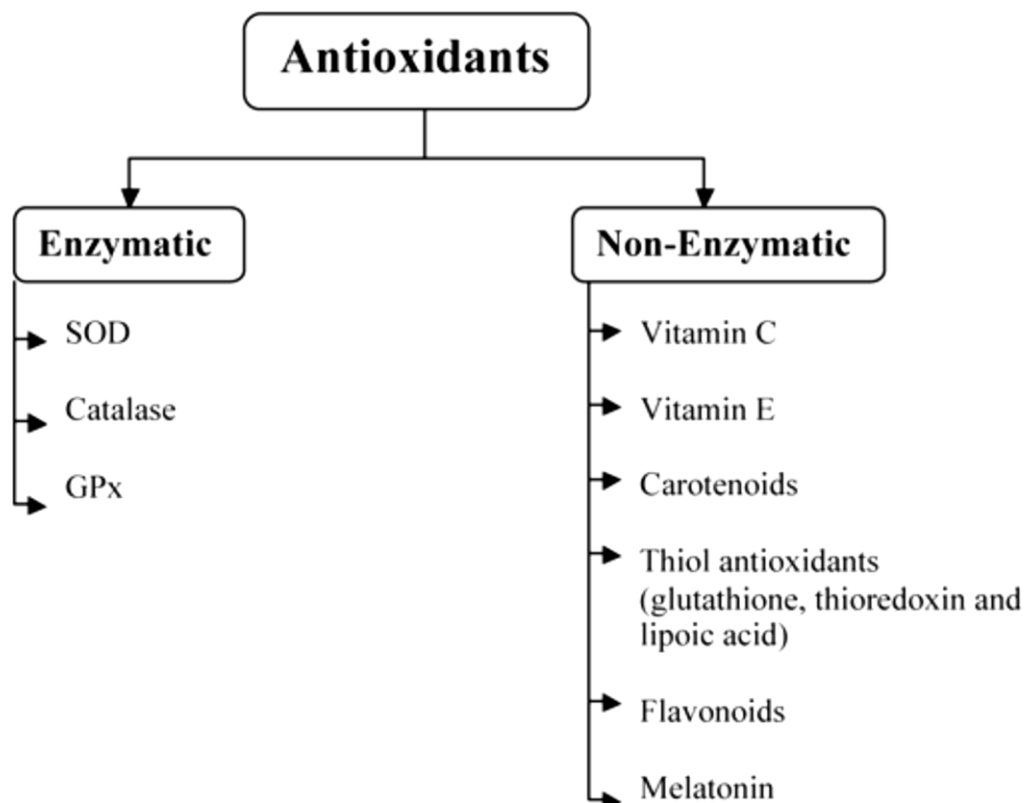 Antioxidants
Enzymatic
SOD
Catalase
GPx
Non-Enzymatic
Vitamin C
Vitamin E
Carotenoids
Thiol antioxidants
(glutathione, thioredoxin and
lipoic acid)
Flavonoids
Melatonin